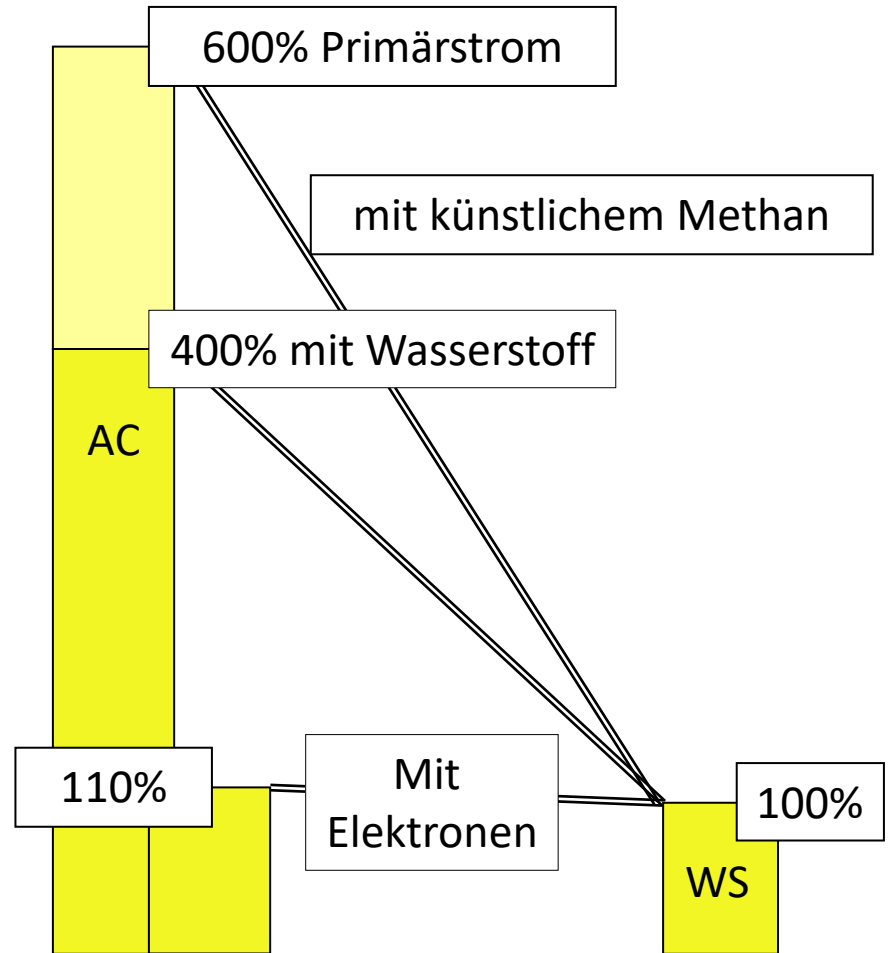 600% Primärstrom
mit künstlichem Methan
400% mit Wasserstoff
AC
110%
Mit
Elektronen
100%
WS